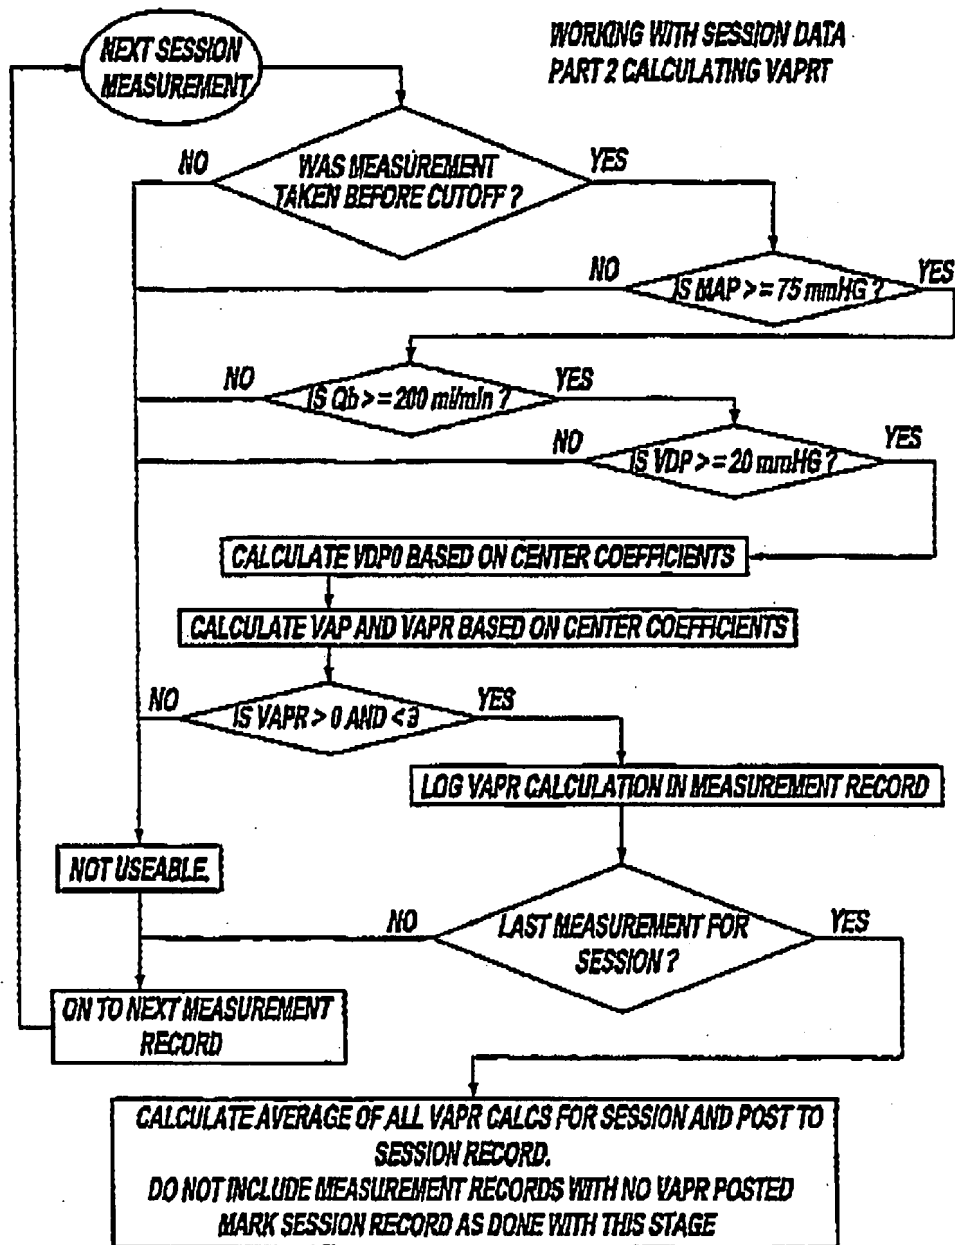 WORKING WITH SESSION DATA
PART 2 CALCULATING VAPRT
NEXT SESSION
MEASUREMENT
WAS MEASUREMENT
TAKEN BEFORE CUTOFF ?
NO
YES
IS MAP >= 75 mmHG ?
NO
YES
IS Qb >= 200 ml/min ?
NO
YES
IS VDP >= 20 mmHG ?
NO
YES
CALCULATE VDP0 BASED ON CENTER COEFFICIENTS
CALCULATE VAP AND VAPR BASED ON CENTER COEFFICIENTS
IS VAPR > 0 AND < 3
NO
YES
LOG VAPR CALCULATION IN MEASUREMENT RECORD
NOT USEABLE.
LAST MEASUREMENT FOR
SESSION ?
NO
YES
ON TO NEXT MEASUREMENT
RECORD
CALCULATE AVERAGE OF ALL VAPR CALCS FOR SESSION AND POST TO
SESSION RECORD.
DO NOT INCLUDE MEASUREMENT RECORDS WITH NO VAPR POSTED
MARK SESSION RECORD AS DONE WITH THIS STAGE